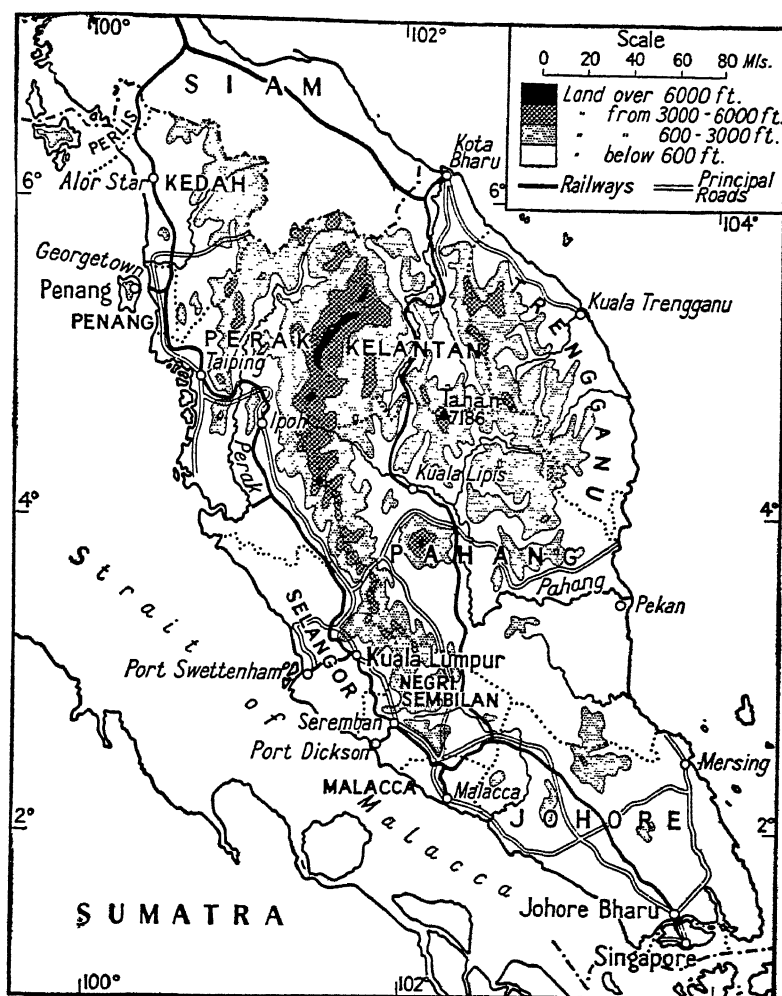 100°
102°
Scale
0 20 40 60 80 Mls.
Land over 6000 ft.
" from 3000-6000 ft.
" " 600-3000 ft.
" below 600 ft.
Railways
Principal Roads
SIAM
PERLIS
Kota Bharu
Alor Star
KEDAH
6°
6°
104°
Georgetown
Penang
PENANG
Kuala Trengganu
PERAK
KELANTAN
TRENGGANU
Taiping
Tahan
7186
Ipoh
Perak
Kuala Lipis
4°
4°
PAHANG
Pahang
Pekan
Strait of Malacca
SELANGOR
Port Swettenham
Kuala Lumpur
NEGRI SEMBILAN
Seremban
Port Dickson
Mersing
MALACCA
Malacca
2°
2°
JOHORE
SUMATRA
Johore Bharu
Singapore
100°
102°